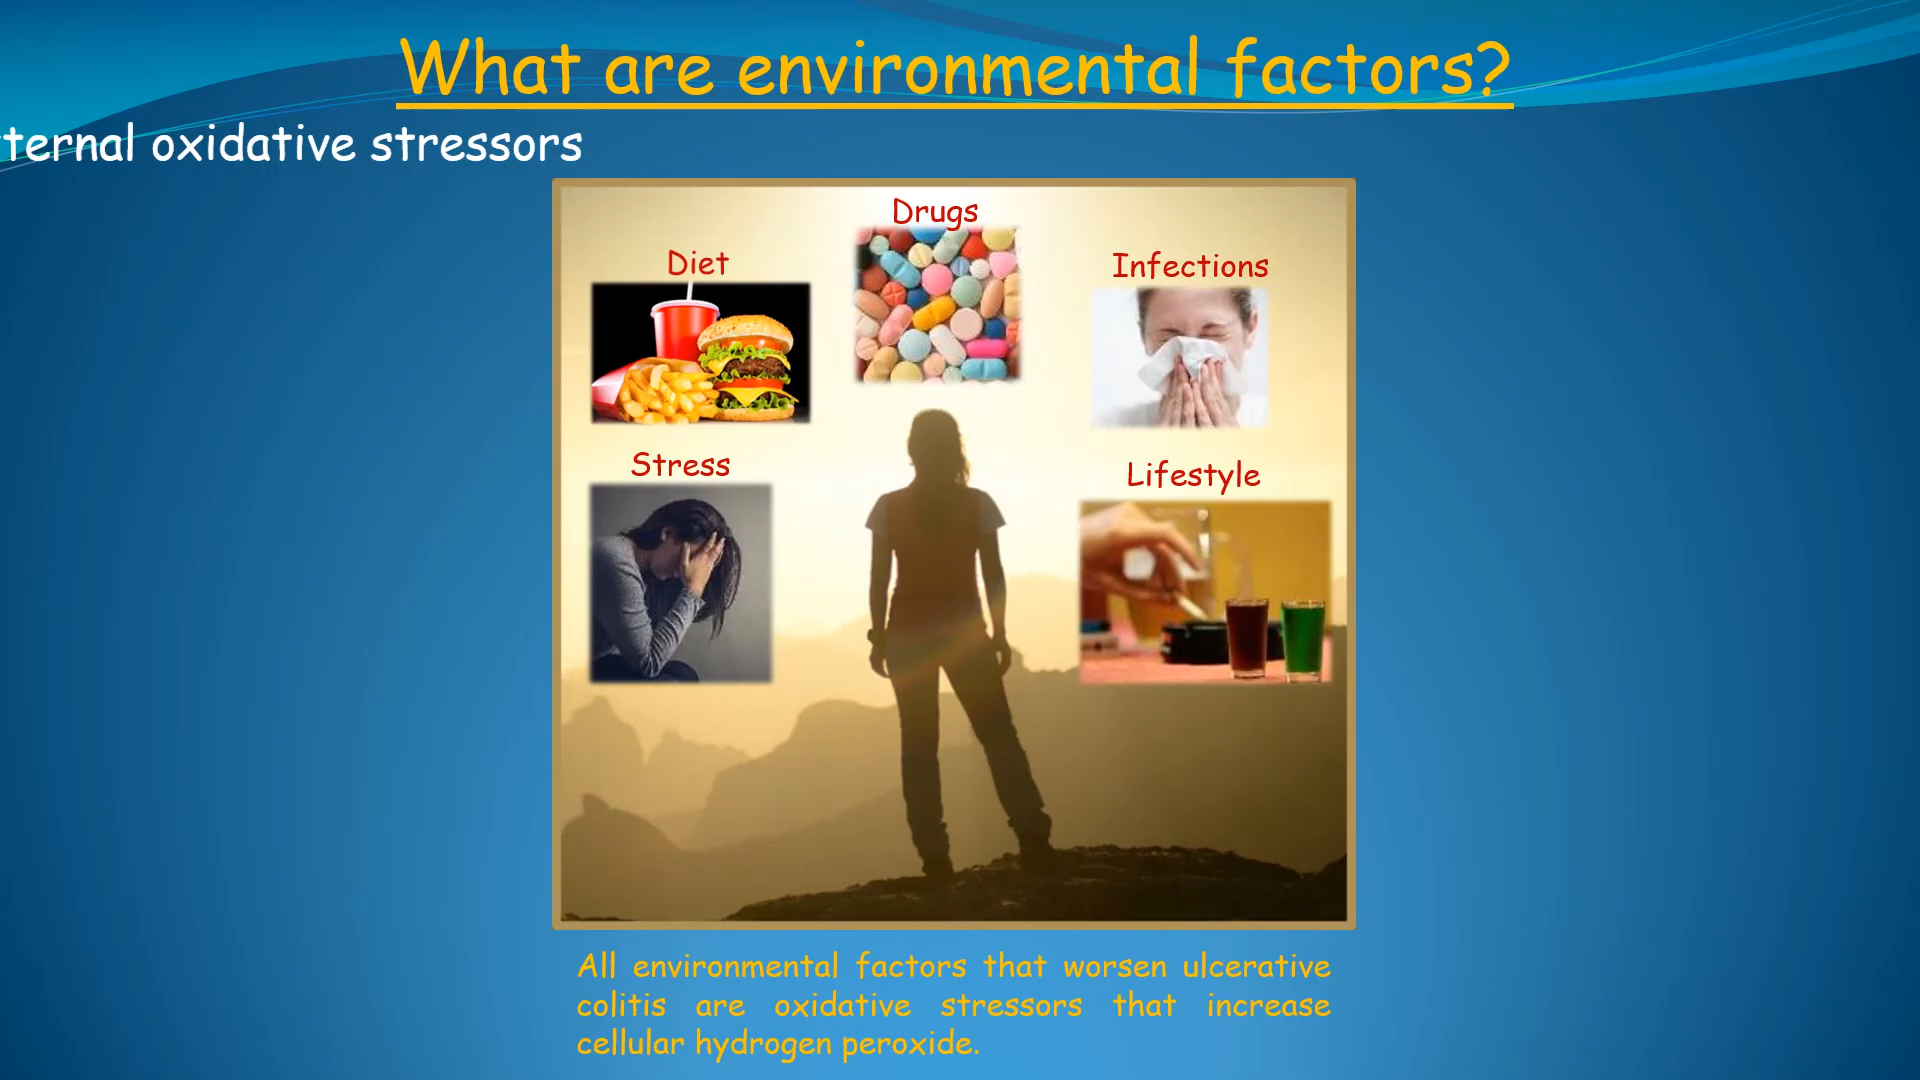 What are environmental factors?
ternal oxidative stressors
Drugs
Diet
Infections
Stress
Lifestyle
All environmental factors that worsen ulcerative
colitis are oxidative stressors that increase
cellular hydrogen peroxide.